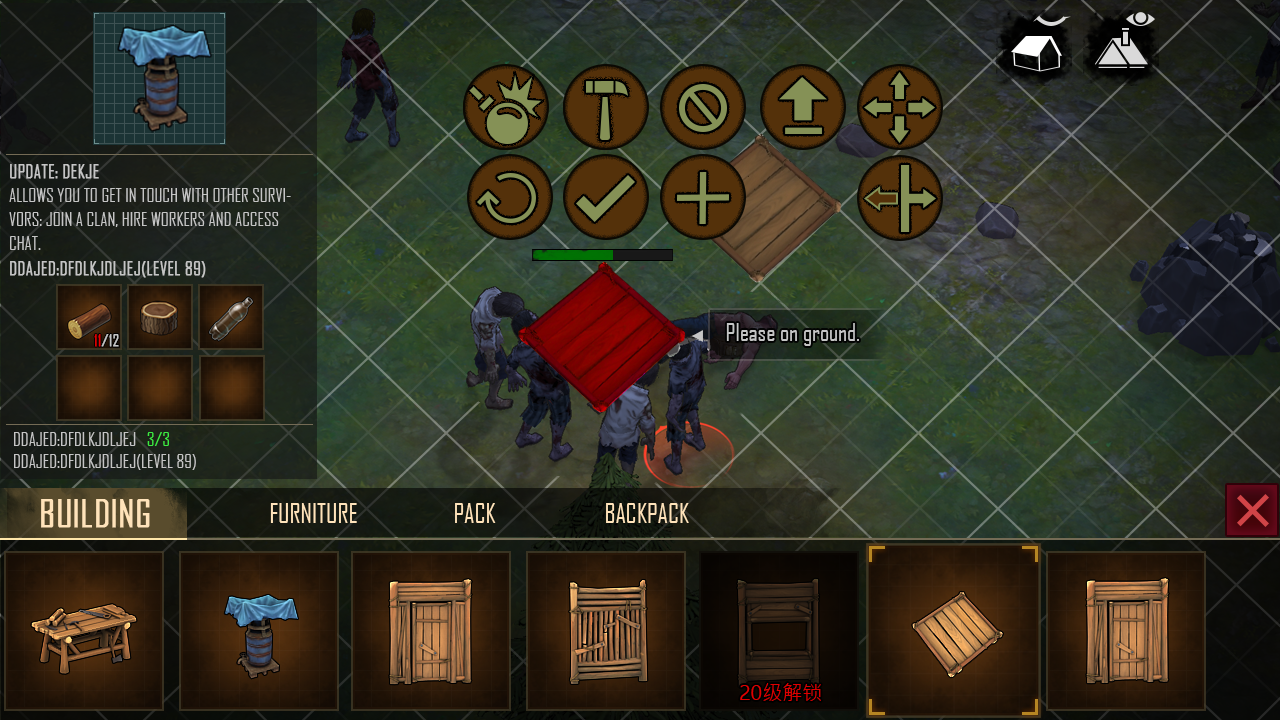 UPDATE: DEKJE
ALLOWS YOU TO GET IN TOUCH WITH OTHER SURVI-
VORS: JOIN A CLAN, HIRE WORKERS AND ACCESS
CHAT.
DDAJED:DFDLKJDLJEJ(LEVEL 89)
11/12
DDAJED:DFDLKJDLJEJ 3/3
DDAJED:DFDLKJDLJEJ(LEVEL 89)
Please on ground.
BUILDING
FURNITURE
PACK
BACKPACK
20级解锁